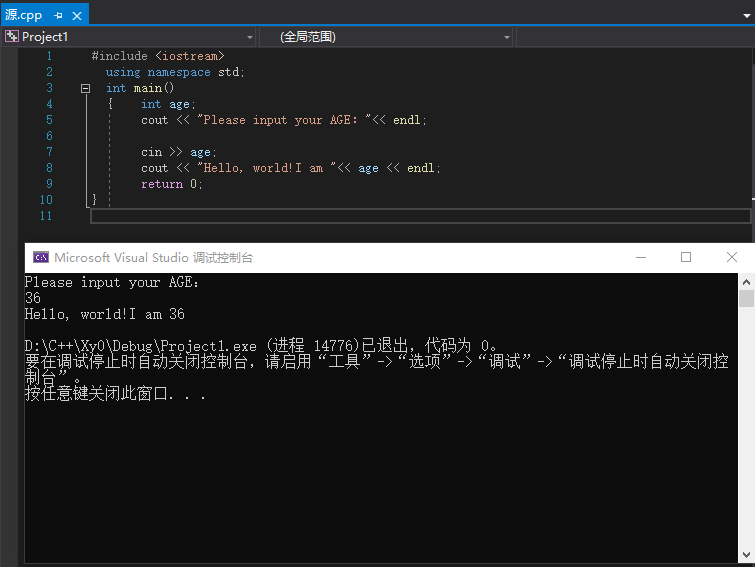 源.cpp
Project1 (全局范围)
1 #include <iostream>
2 using namespace std;
3 int main()
4 { int age;
5 cout << "Please input your AGE: "<< endl;
6
7 cin >> age;
8 cout << "Hello, world!I am "<< age << endl;
9 return 0;
10 }
11
Microsoft Visual Studio 调试控制台
Please input your AGE:
36
Hello, world!I am 36
D:\C++\Xy0\Debug\Project1.exe (进程 14776)已退出，代码为 0。
要在调试停止时自动关闭控制台，请启用“工具”->“选项”->“调试”->“调试停止时自动关闭控
制台”。
按任意键关闭此窗口. . .